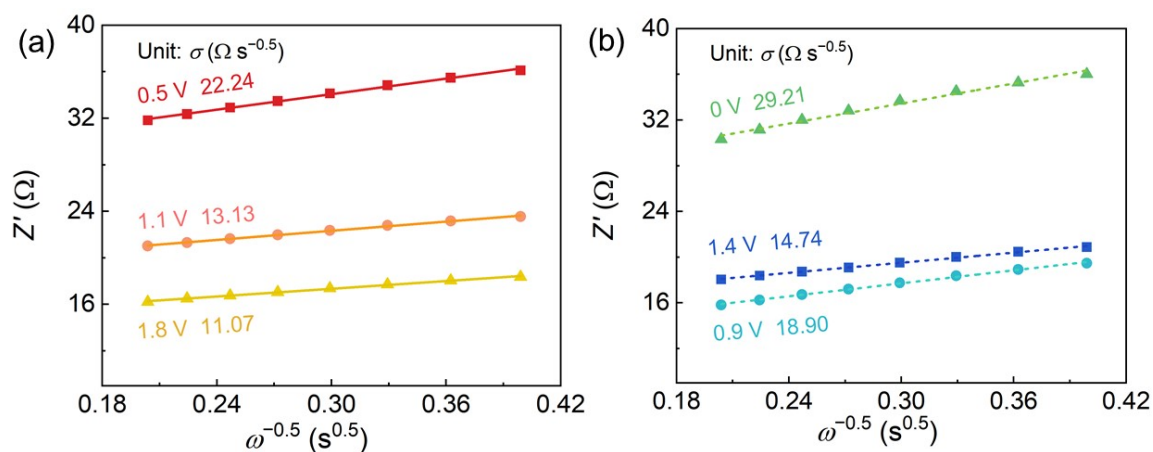 (a)
Unit: σ (Ω s⁻⁰·⁵)
40
32
24
16
Z′ (Ω)
0.5 V 22.24
1.1 V 13.13
1.8 V 11.07
0.18 0.24 0.30 0.36 0.42
ω⁻⁰·⁵ (s⁰·⁵)
(b)
Unit: σ (Ω s⁻⁰·⁵)
40
32
24
16
Z′ (Ω)
0 V 29.21
1.4 V 14.74
0.9 V 18.90
0.18 0.24 0.30 0.36 0.42
ω⁻⁰·⁵ (s⁰·⁵)